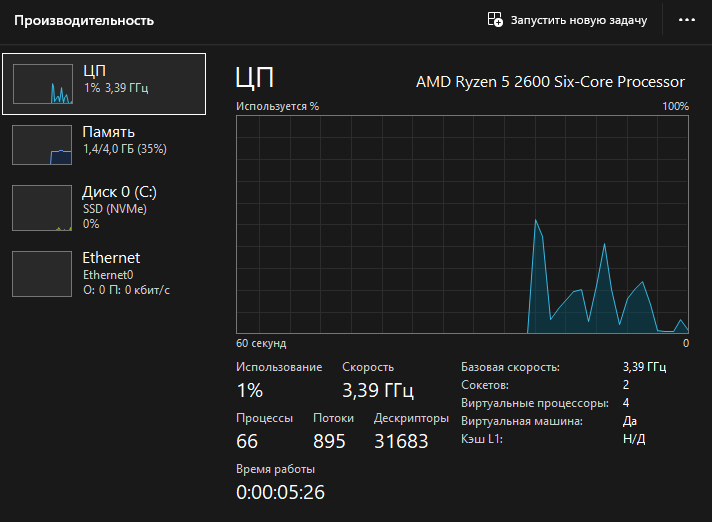 Производительность
Запустить новую задачу
ЦП
1% 3,39 ГГц
Память
1,4/4,0 ГБ (35%)
Диск 0 (C:)
SSD (NVMe)
0%
Ethernet
Ethernet0
О: 0 П: 0 кбит/с
ЦП
AMD Ryzen 5 2600 Six-Core Processor
Используется %
100%
60 секунд
0
Использование
Скорость
1%
3,39 ГГц
Процессы
Потоки
Дескрипторы
66
895
31683
Время работы
0:00:05:26
Базовая скорость:
3,39 ГГц
Сокетов:
2
Виртуальные процессоры:
4
Виртуальная машина:
Да
Кэш L1:
Н/Д